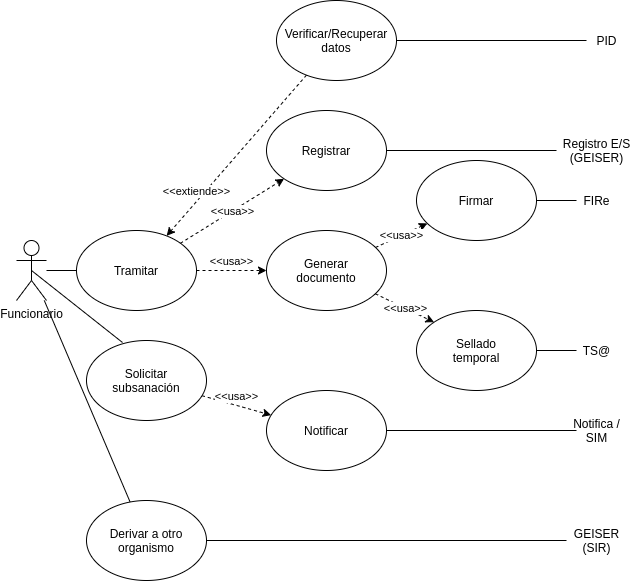 Verificar/Recuperar
datos
PID
Registrar
Registro E/S
(GEISER)
<<extiende>>
<<usa>>
Firmar
FIRe
<<usa>>
Tramitar
<<usa>>
Generar
documento
Funcionario
<<usa>>
Sellado
temporal
TS@
Solicitar
subsanación
<<usa>>
Notificar
Notifica /
SIM
Derivar a otro
organismo
GEISER
(SIR)